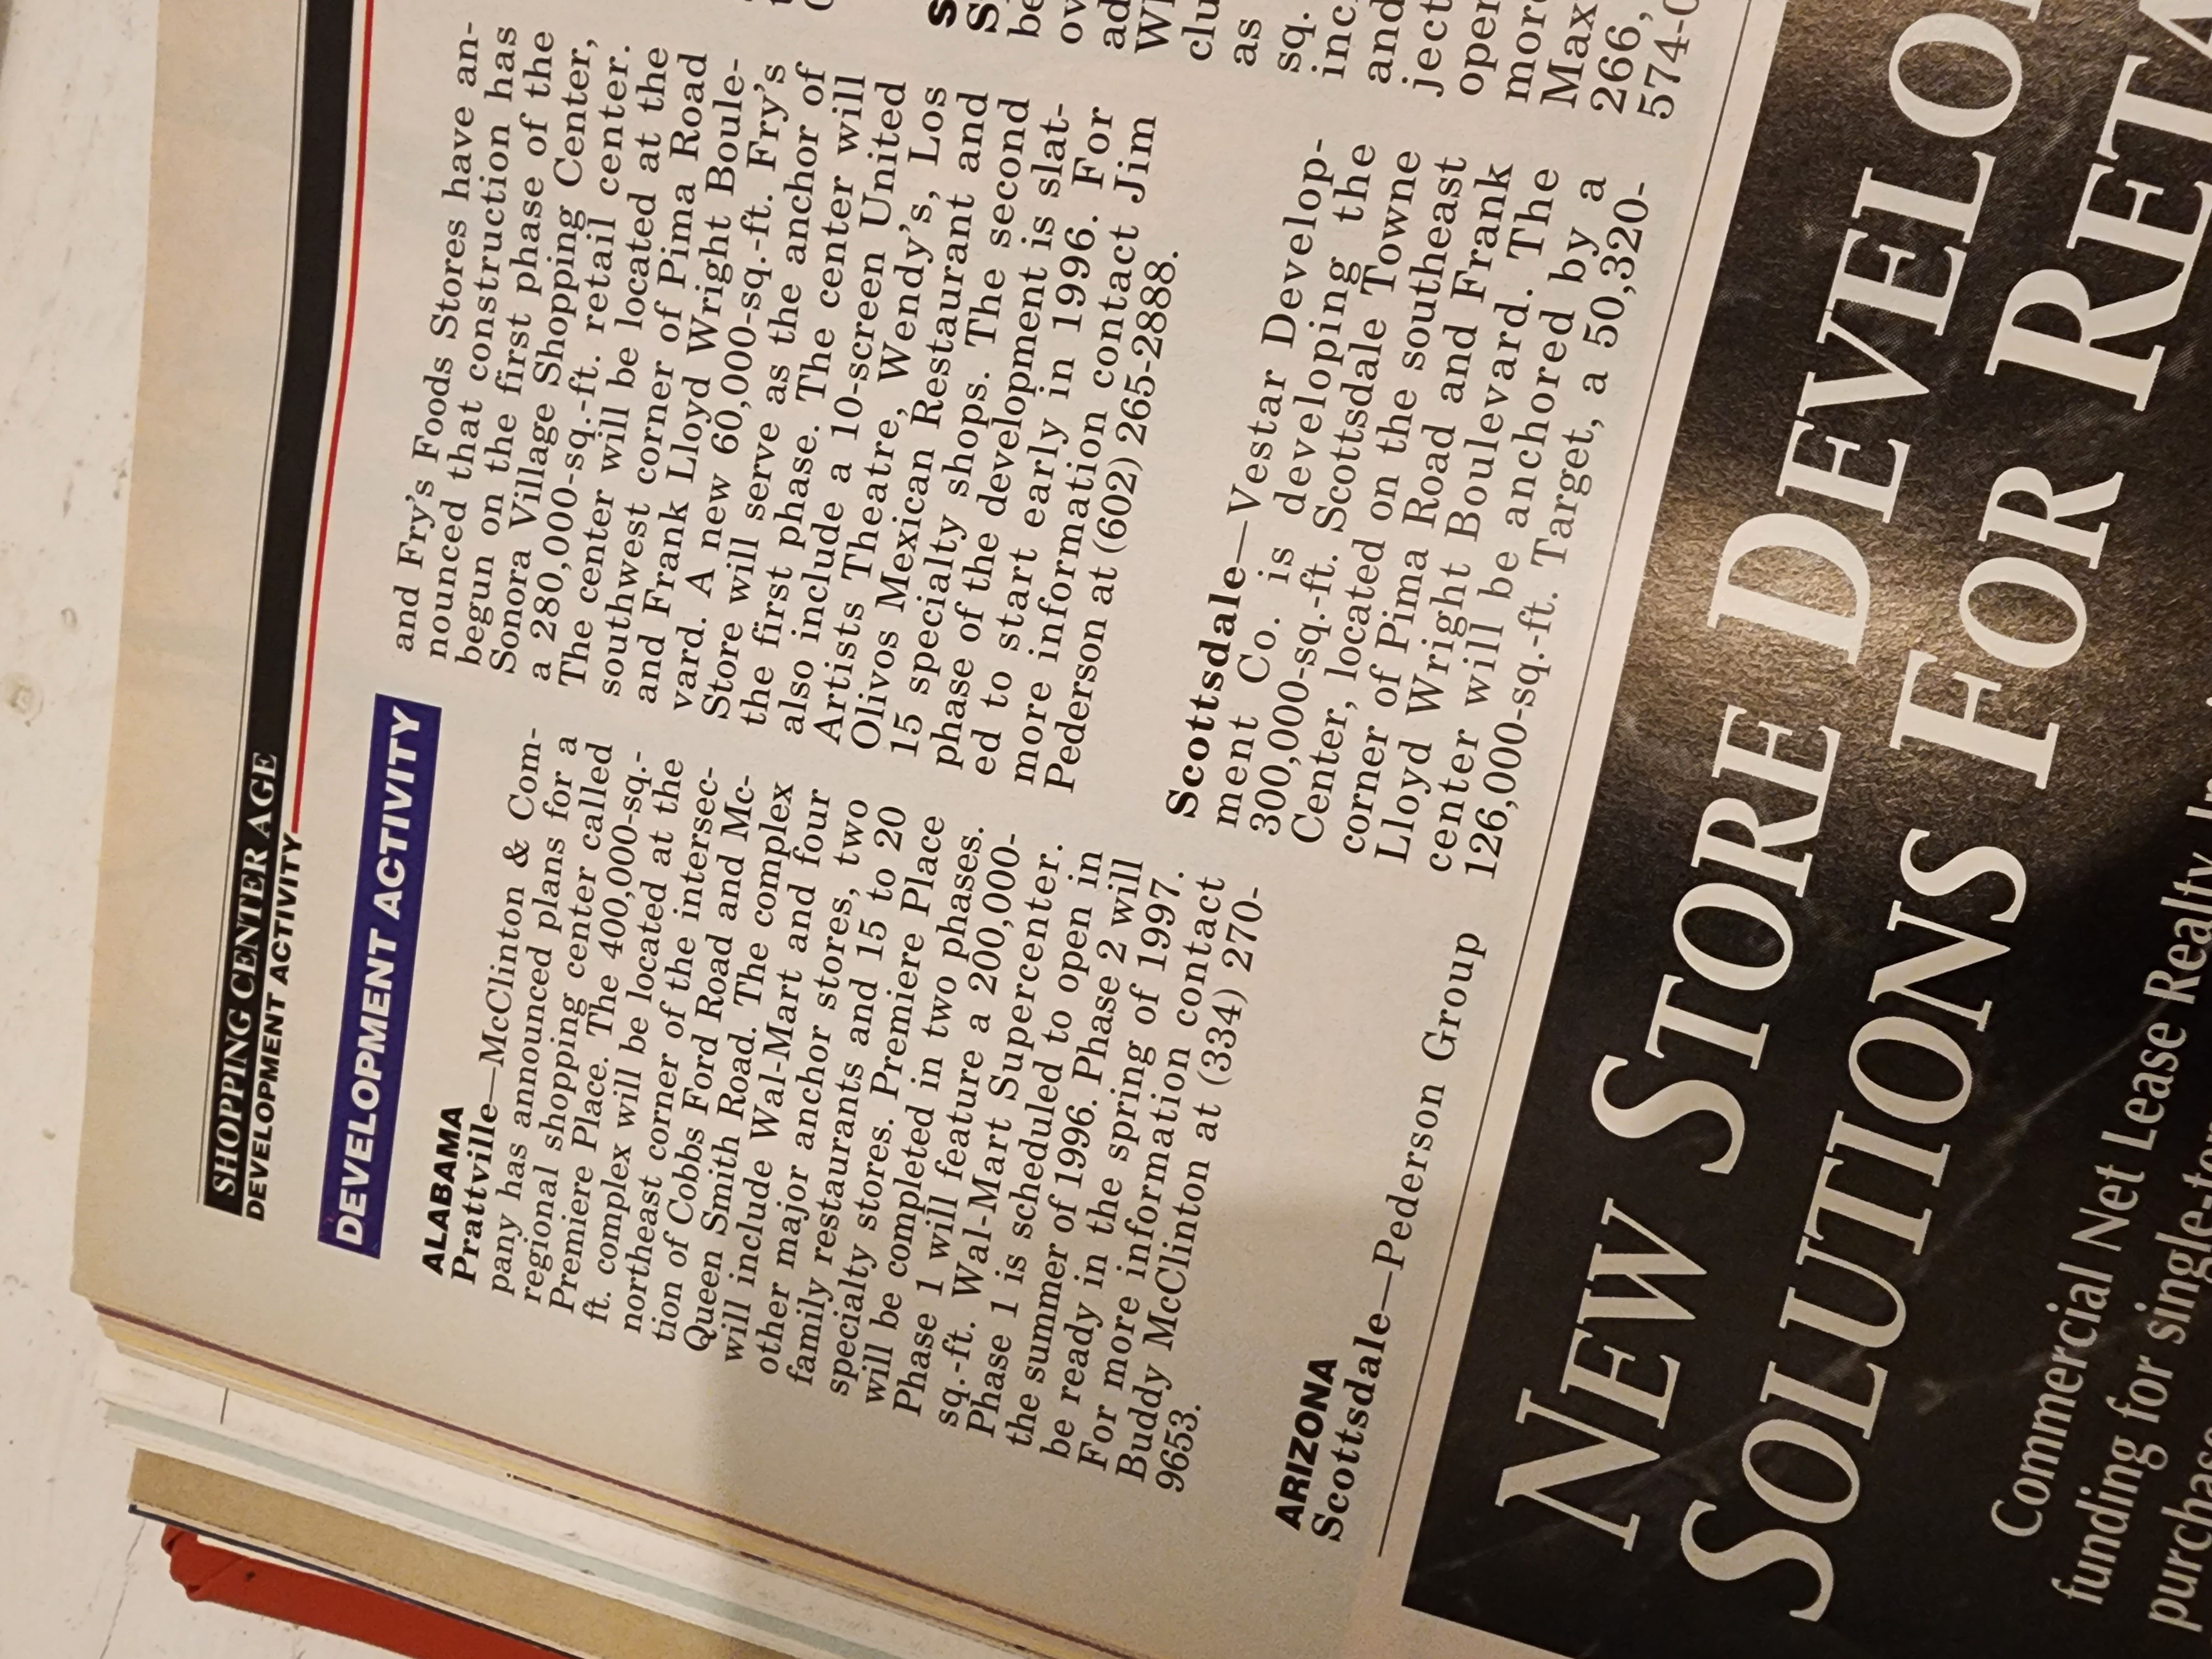 SHOPPING CENTER AGE
DEVELOPMENT ACTIVITY
DEVELOPMENT ACTIVITY
ALABAMA
Prattville—McClinton & Com-
pany has announced plans for a
regional shopping center called
Premiere Place. The 400,000-sq.-
ft. complex will be located at the
northeast corner of the intersec-
tion of Cobbs Ford Road and Mc-
Queen Smith Road. The complex
will include Wal-Mart and four
other major anchor stores, two
family restaurants and 15 to 20
specialty stores. Premiere Place
will be completed in two phases.
Phase 1 will feature a 200,000-
sq.-ft. Wal-Mart Supercenter.
Phase 1 is scheduled to open in
the summer of 1996. Phase 2 will
be ready in the spring of 1997.
For more information contact
Buddy McClinton at (334) 270-
9653.
ARIZONA
Scottsdale—Pederson Group
and Fry's Foods Stores have an-
nounced that construction has
begun on the first phase of the
Sonora Village Shopping Center,
a 280,000-sq.-ft. retail center.
The center will be located at the
southwest corner of Pima Road
and Frank Lloyd Wright Boule-
vard. A new 60,000-sq.-ft. Fry's
Store will serve as the anchor of
the first phase. The center will
also include a 10-screen United
Artists Theatre, Wendy's, Los
Olivos Mexican Restaurant and
15 specialty shops. The second
phase of the development is slat-
ed to start early in 1996. For
more information contact Jim
Pederson at (602) 265-2888.
Scottsdale—Vestar Develop-
ment Co. is developing the
300,000-sq.-ft. Scottsdale Towne
Center, located on the southeast
corner of Pima Road and Frank
Lloyd Wright Boulevard. The
center will be anchored by a
126,000-sq.-ft. Target, a 50,320-
as
sq.
inc.
and
open
more
Max
266,
574-0
NEW STORE DEVELO
SOLUTIONS FOR RETA
Commercial Net Lease Realty
funding for single
purchase